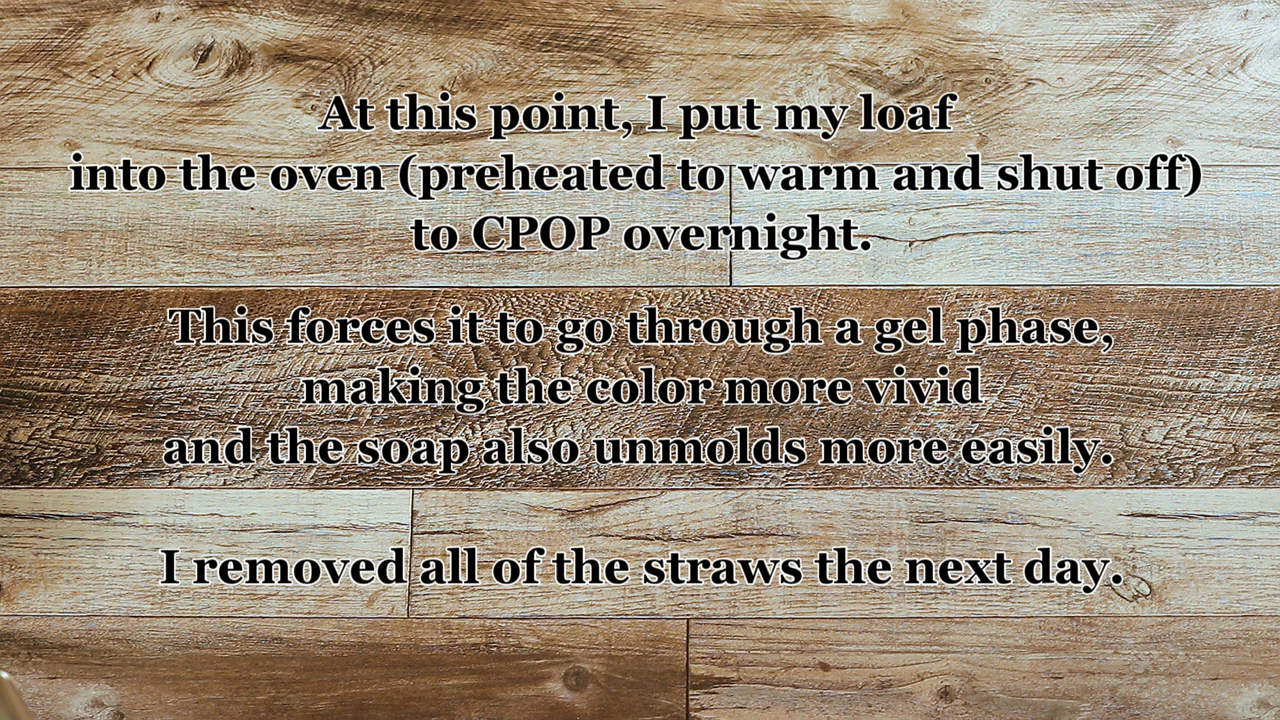 At this point, I put my loaf
into the oven (preheated to warm and shut off)
to CPOP overnight.
This forces it to go through a gel phase,
making the color more vivid
and the soap also unmolds more easily.
I removed all of the straws the next day.